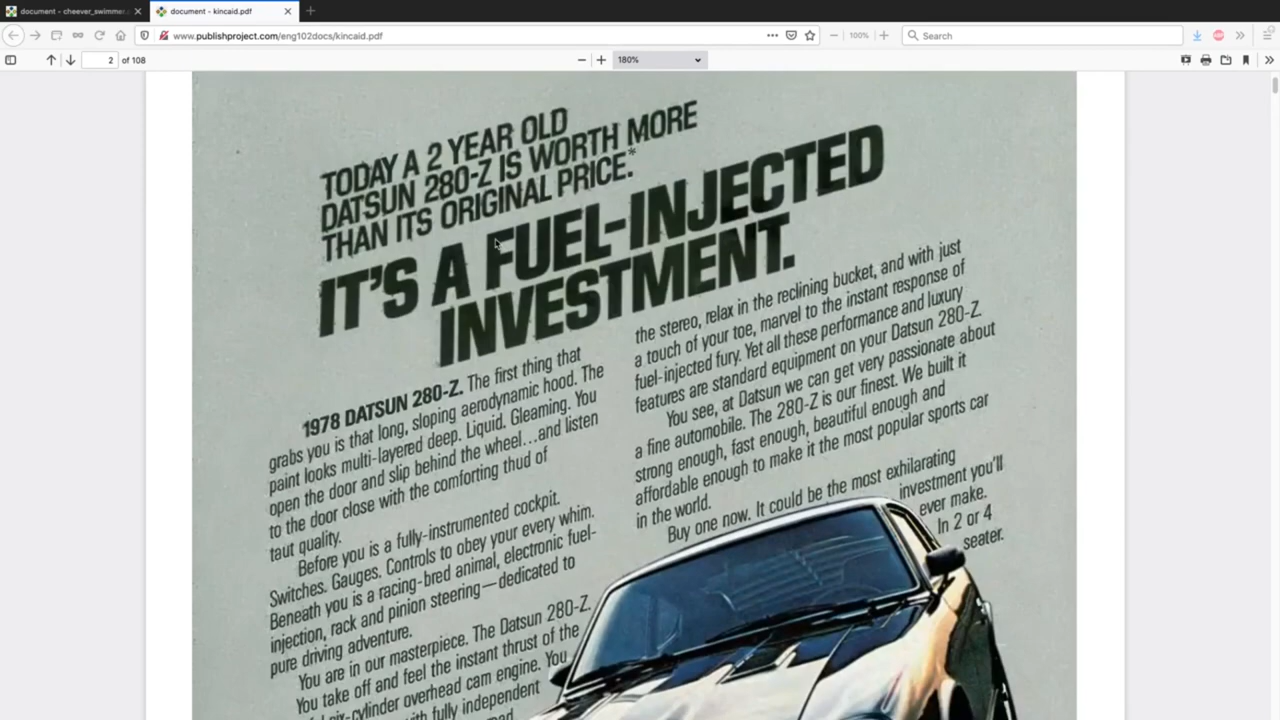 document - cheever_swimmer.
document - kincaid.pdf
www.publishproject.org/eng102docs/kincaid.pdf
100%
Search
2 of 108
180%
TODAY A 2 YEAR OLD
DATSUN 280-Z IS WORTH MORE
THAN ITS ORIGINAL PRICE.*
IT'S A FUEL-INJECTED
INVESTMENT.
1978 DATSUN 280-Z. The first thing that
grabs you is that long, sloping aerodynamic hood. The
paint looks multi-layered deep. Liquid. Gleaming. You
open the door and slip behind the wheel...and listen
to the door close with the comforting thud of
taut quality.
Before you is a fully-instrumented cockpit.
Switches. Gauges. Controls to obey your every whim.
Beneath you is a racing-bred animal, electronic fuel-
injection, rack and pinion steering—dedicated to
pure driving adventure.
You are in our masterpiece. The Datsun 280-Z.
You take off and feel the instant thrust of the
six-cylinder overhead cam engine. You
with fully independent
the stereo, relax in the reclining bucket, and with just
a touch of your toe, marvel to the instant response of
fuel-injected fury. Yet all these performance and luxury
features are standard equipment on your Datsun 280-Z.
You see, at Datsun we can get very passionate about
a fine automobile. The 280-Z is our finest. We built it
strong enough, fast enough, beautiful enough and
affordable enough to make it the most popular sports car
in the world.
Buy one now. It could be the most exhilarating
investment you'll
ever make.
In 2 or 4
seater.